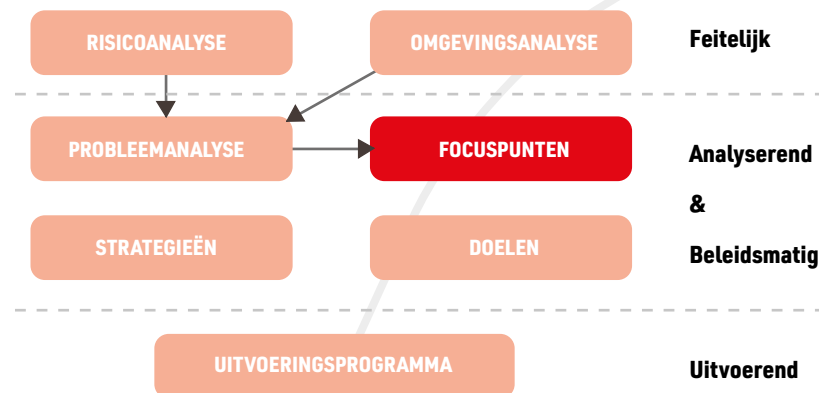 RISICOANALYSE
OMGEVINGSANALYSE
Feitelijk
PROBLEEMANALYSE
FOCUSPUNTEN
Analyserend
&
Beleidsmatig
STRATEGIEËN
DOELEN
UITVOERINGSPROGRAMMA
Uitvoerend